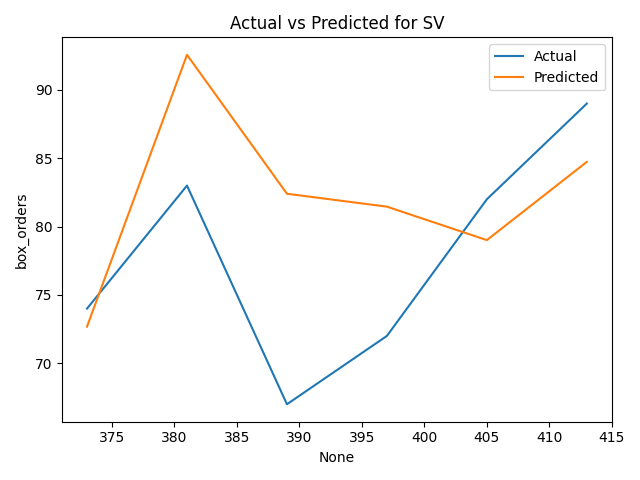 Actual vs Predicted for SV
Actual
Predicted
box_orders
90
85
80
75
70
375 380 385 390 395 400 405 410 415
None